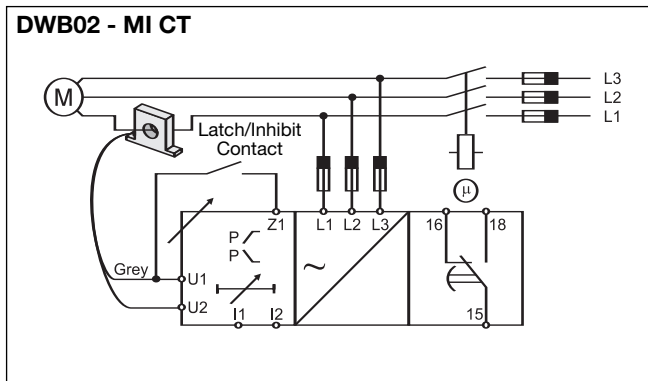 DWB02 - MI CT
L3
L2
L1
M
Latch/Inhibit
Contact
μ
Z1
L1
L2
L3
16
18
P
P
~
Grey
U1
U2
I1
I2
15